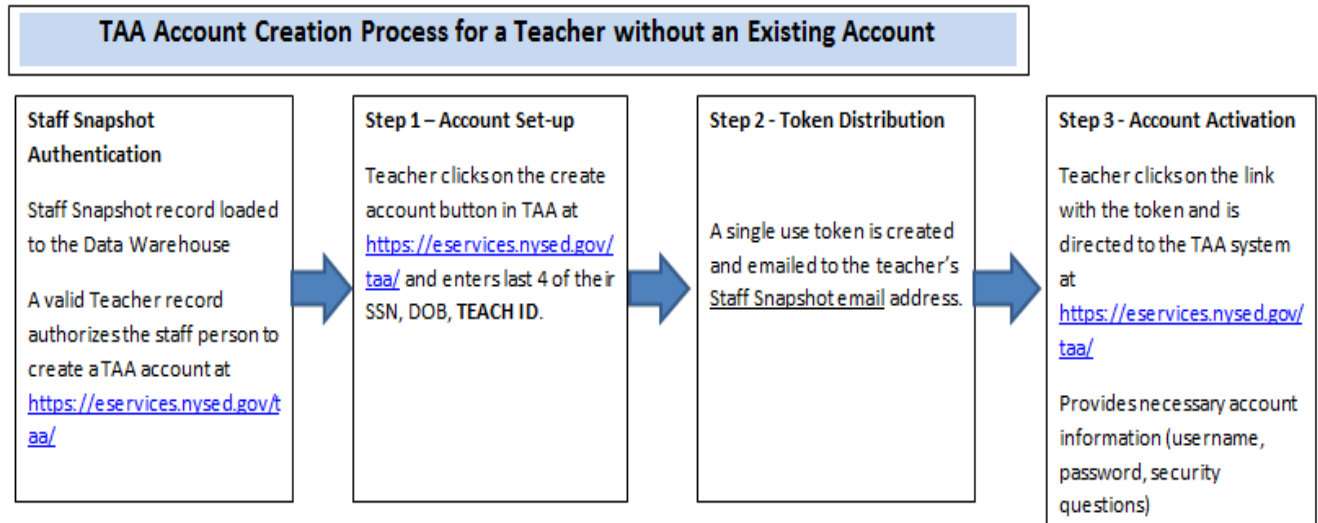 TAA Account Creation Process for a Teacher without an Existing Account
Staff Snapshot
Authentication
Staff Snapshot record loaded
to the Data Warehouse
A valid Teacher record
authorizes the staff person to
create a TAA account at
https://eservices.nysed.gov/t
aa/
Step 1 – Account Set-up
Teacher clicks on the create
account button in TAA at
https://eservices.nysed.gov/
taa/ and enters last 4 of their
SSN, DOB, TEACH ID.
Step 2 - Token Distribution
A single use token is created
and emailed to the teacher’s
Staff Snapshot email address.
Step 3 - Account Activation
Teacher clicks on the link
with the token and is
directed to the TAA system
at
https://eservices.nysed.gov/
taa/
Provides necessary account
information (username,
password, security
questions)